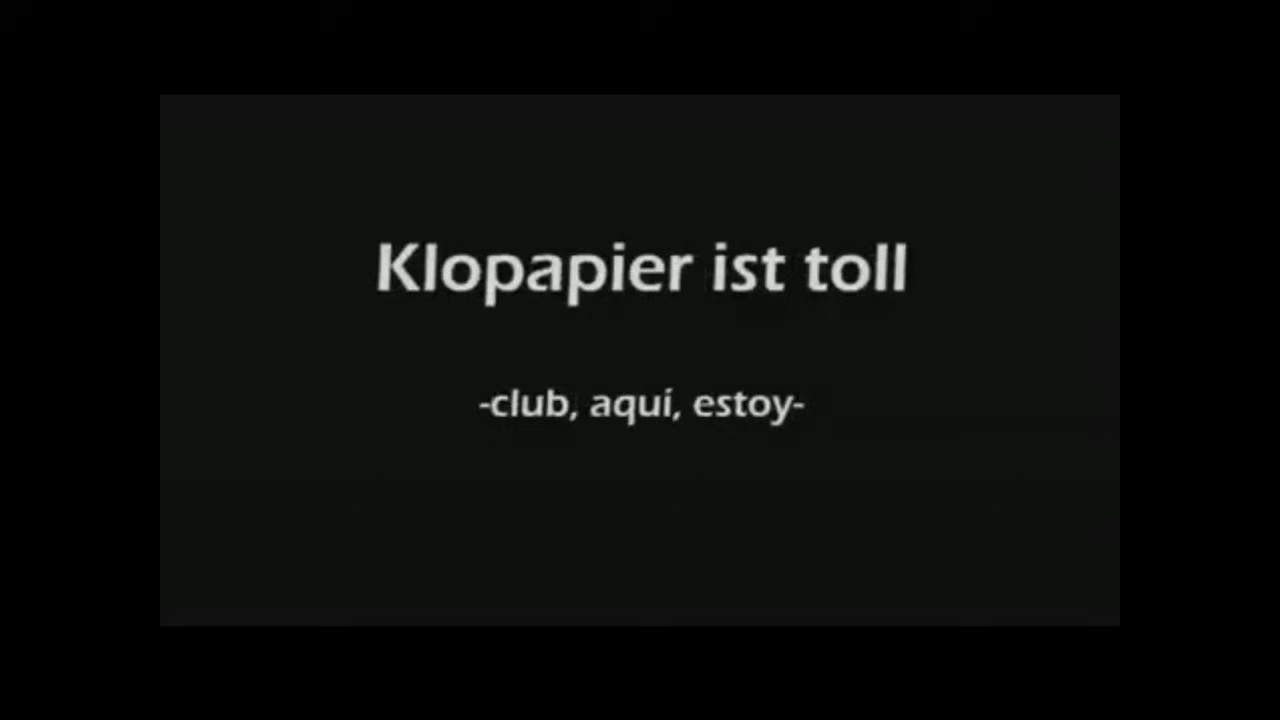 Klopapier ist toll
-club, aquí, estoy-